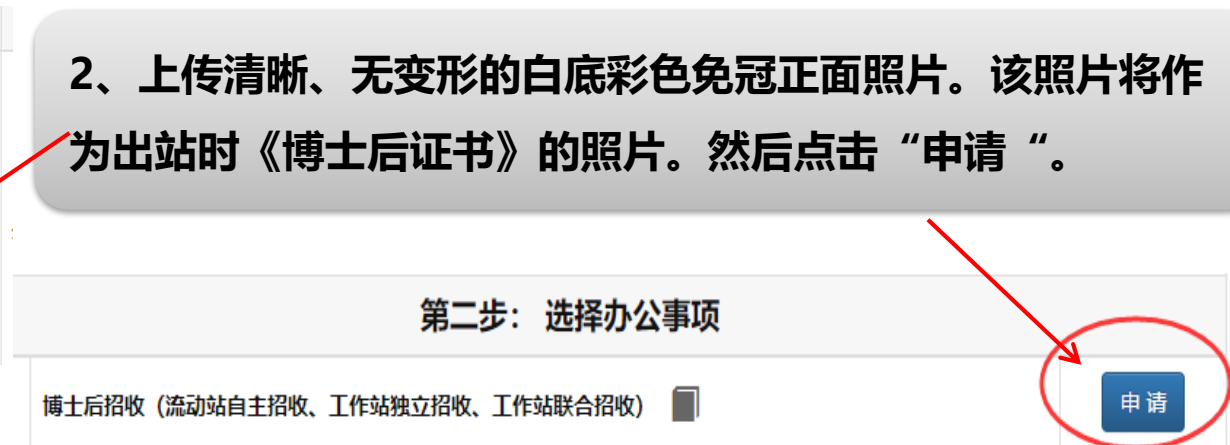 2、上传清晰、无变形的白底彩色免冠正面照片。该照片将作
为出站时《博士后证书》的照片。然后点击“申请“。
第二步： 选择办公事项
博士后招收（流动站自主招收、工作站独立招收、工作站联合招收）
申 请